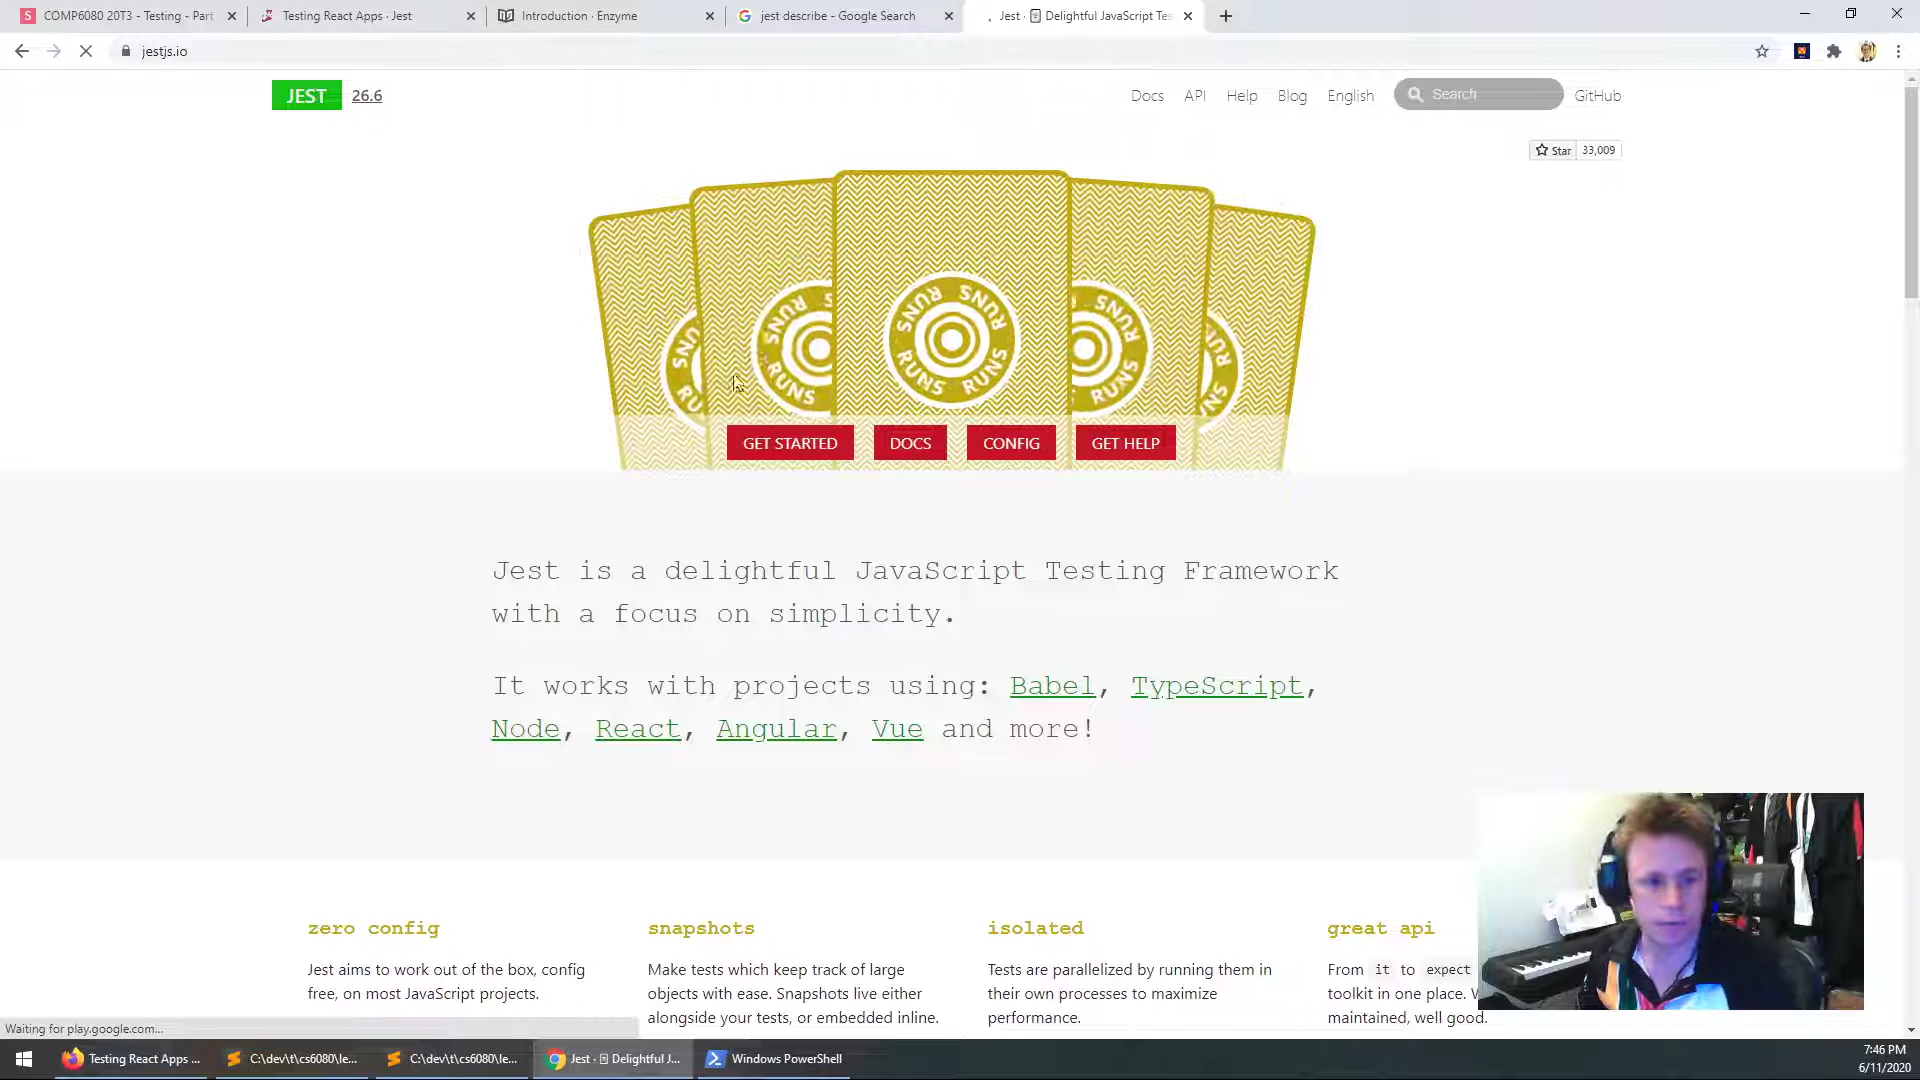 COMP6080 20T3 - Testing - Part
Testing React Apps · Jest
Introduction · Enzyme
jest describe - Google Search
Jest · Delightful JavaScript Tes
jestjs.io
JEST 26.6
Docs API Help Blog English Search GitHub
Star 33,009
RUNS RUNS RUNS RUNS
GET STARTED DOCS CONFIG GET HELP
Jest is a delightful JavaScript Testing Framework
with a focus on simplicity.
It works with projects using: Babel, TypeScript,
Node, React, Angular, Vue and more!
zero config
Jest aims to work out of the box, config
free, on most JavaScript projects.
snapshots
Make tests which keep track of large
objects with ease. Snapshots live either
alongside your tests, or embedded inline.
isolated
Tests are parallelized by running them in
their own processes to maximize
performance.
great api
From it to expect
toolkit in one place.
maintained, well good.
Waiting for play.google.com...
Testing React Apps ...
C:\dev\t\cs6080\le...
C:\dev\t\cs6080\le...
Jest · Delightful J...
Windows PowerShell
7:46 PM
6/11/2020